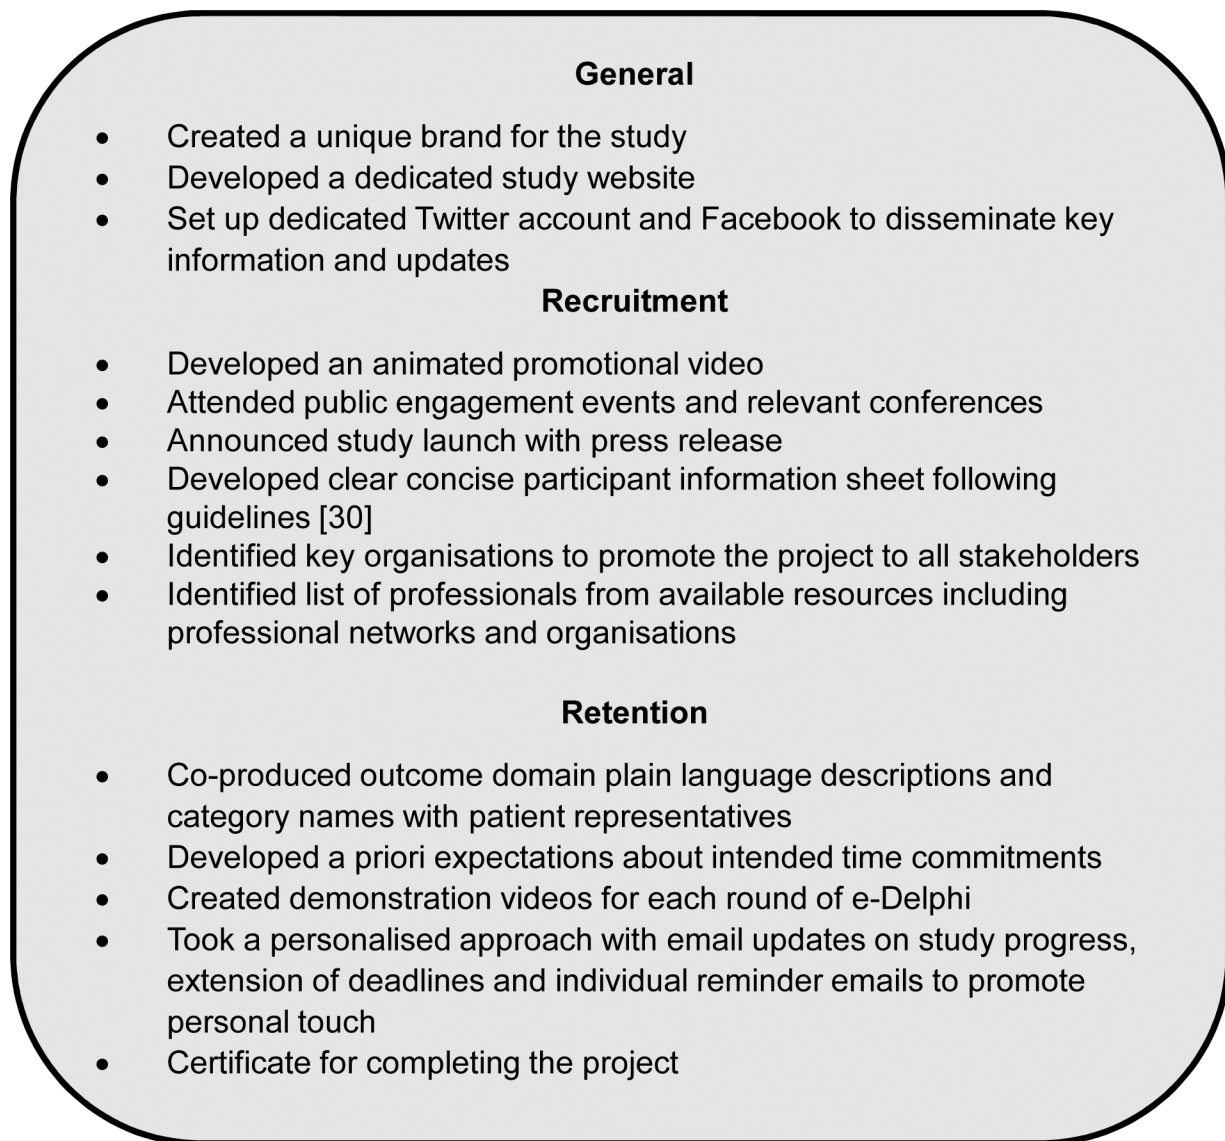 General
• Created a unique brand for the study
• Developed a dedicated study website
• Set up dedicated Twitter account and Facebook to disseminate key
information and updates
Recruitment
• Developed an animated promotional video
• Attended public engagement events and relevant conferences
• Announced study launch with press release
• Developed clear concise participant information sheet following
guidelines [30]
• Identified key organisations to promote the project to all stakeholders
• Identified list of professionals from available resources including
professional networks and organisations
Retention
• Co-produced outcome domain plain language descriptions and
category names with patient representatives
• Developed a priori expectations about intended time commitments
• Created demonstration videos for each round of e-Delphi
• Took a personalised approach with email updates on study progress,
extension of deadlines and individual reminder emails to promote
personal touch
• Certificate for completing the project